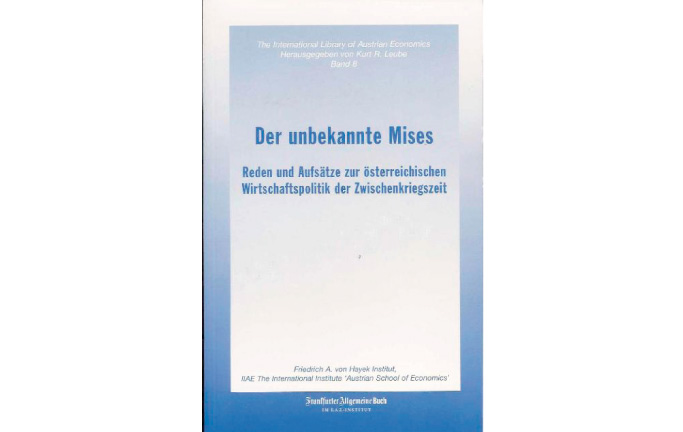 The International Library of Austrian Economics
Herausgegeben von Kurt R. Leube
Band 8
Der unbekannte Mises
Reden und Aufsätze zur österreichischen
Wirtschaftspolitik der Zwischenkriegszeit
Friedrich A. von Hayek Institut,
IIAE The International Institute 'Austrian School of Economics'
Frankfurter Allgemeine Buch
IM F.A.Z.-INSTITUT